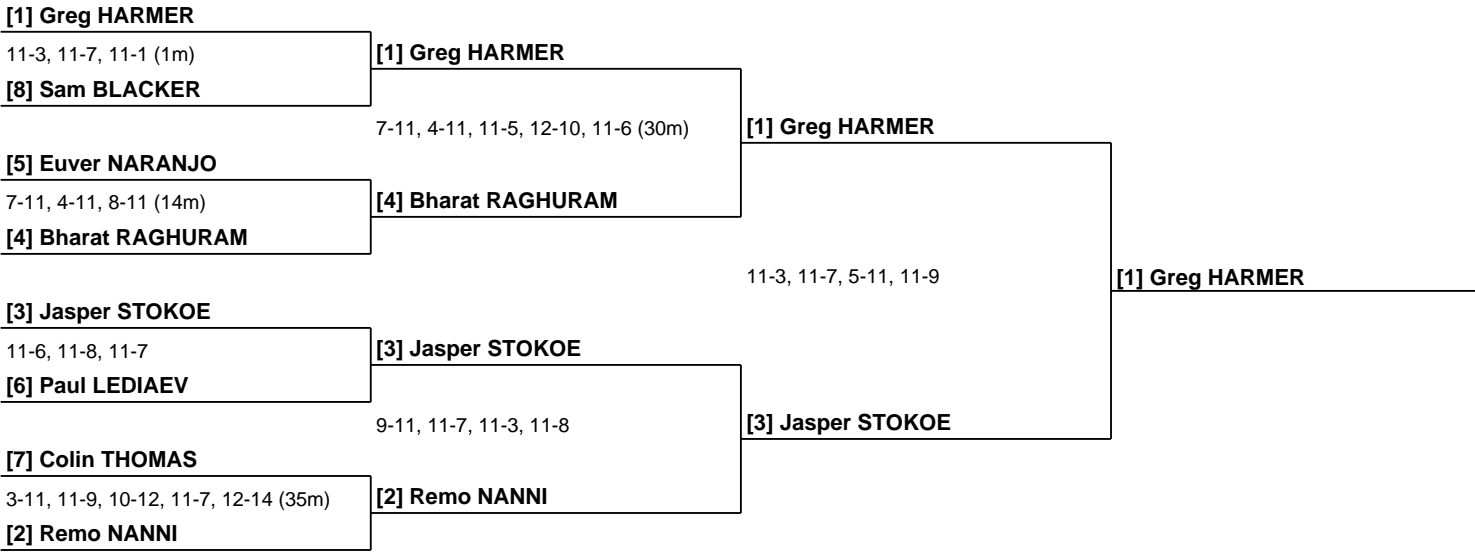 [1] Greg HARMER
11-3, 11-7, 11-1 (1m)
[8] Sam BLACKER
[5] Euver NARANJO
7-11, 4-11, 8-11 (14m)
[4] Bharat RAGHURAM
[3] Jasper STOKOE
11-6, 11-8, 11-7
[6] Paul LEDIAEV
[7] Colin THOMAS
3-11, 11-9, 10-12, 11-7, 12-14 (35m)
[2] Remo NANNI
[1] Greg HARMER
7-11, 4-11, 11-5, 12-10, 11-6 (30m)
[4] Bharat RAGHURAM
[3] Jasper STOKOE
9-11, 11-7, 11-3, 11-8
[2] Remo NANNI
[1] Greg HARMER
11-3, 11-7, 5-11, 11-9
[3] Jasper STOKOE
[1] Greg HARMER